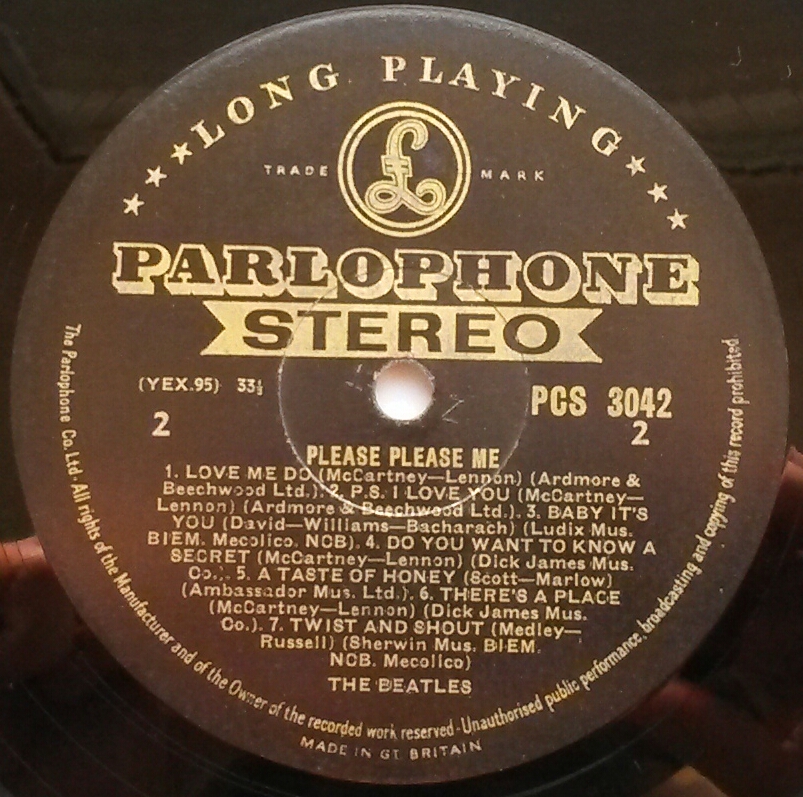 LONG PLAYING
TRADE MARK
£
PARLOPHONE
STEREO
(YEX.95) 33⅓
PCS 3042
2
2
PLEASE PLEASE ME
1. LOVE ME DO (McCartney—Lennon) (Ardmore &
Beechwood Ltd.). 2. P.S. I LOVE YOU (McCartney—
Lennon) (Ardmore & Beechwood Ltd.). 3. BABY IT'S
YOU (David—Williams—Bacharach) (Ludix Mus.
BIEM. Mecolico. NCB). 4. DO YOU WANT TO KNOW A
SECRET (McCartney—Lennon) (Dick James Mus.
Co.). 5. A TASTE OF HONEY (Scott—Marlow)
(Ambassador Mus. Ltd.). 6. THERE'S A PLACE
(McCartney—Lennon) (Dick James Mus.
Co.). 7. TWIST AND SHOUT (Medley—
Russell) (Sherwin Mus. BIEM.
NCB. Mecolico)
THE BEATLES
The Parlophone Co. Ltd · All rights of the Manufacturer and of the Owner of the recorded work reserved · Unauthorised public performance, broadcasting and copying of this record prohibited.
MADE IN GT BRITAIN